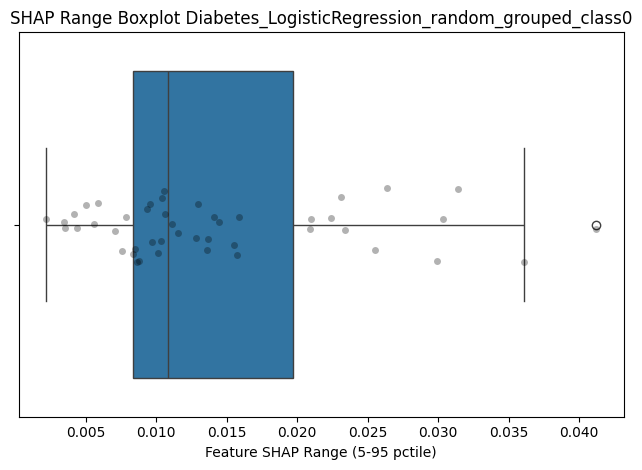 SHAP Range Boxplot Diabetes_LogisticRegression_random_grouped_class0
0.005 0.010 0.015 0.020 0.025 0.030 0.035 0.040
Feature SHAP Range (5-95 pctile)